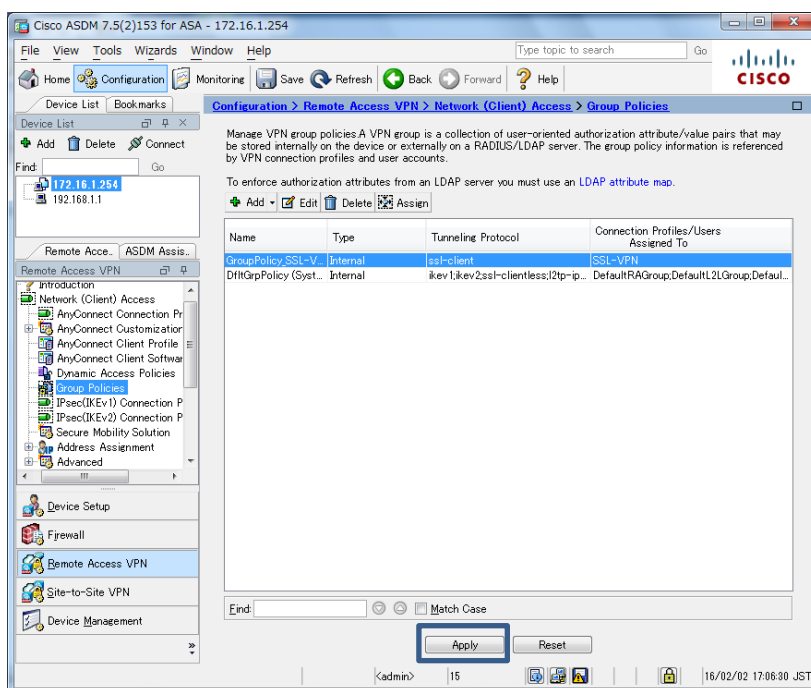 Cisco ASDM 7.5(2)153 for ASA - 172.16.1.254
File View Tools Wizards Window Help
Type topic to search Go
Home Configuration Monitoring Save Refresh Back Forward Help
CISCO
Device List Bookmarks
Device List
Add Delete Connect
Find: Go
172.16.1.254
192.168.1.1
Remote Acce.. ASDM Assis..
Remote Access VPN
Introduction
Network (Client) Access
AnyConnect Connection Pr
AnyConnect Customization
AnyConnect Client Profile
AnyConnect Client Softwar
Dynamic Access Policies
Group Policies
IPsec(IKEv1) Connection P
IPsec(IKEv2) Connection P
Secure Mobility Solution
Address Assignment
Advanced
Device Setup
Firewall
Remote Access VPN
Site-to-Site VPN
Device Management
Configuration > Remote Access VPN > Network (Client) Access > Group Policies
Manage VPN group policies.A VPN group is a collection of user-oriented authorization attribute/value pairs that may
be stored internally on the device or externally on a RADIUS/LDAP server. The group policy information is referenced
by VPN connection profiles and user accounts.
To enforce authorization attributes from an LDAP server you must use an LDAP attribute map.
Add Edit Delete Assign
Name Type Tunneling Protocol Connection Profiles/Users
Assigned To
GroupPolicy_SSL-V... Internal ssl-client SSL-VPN
DfltGrpPolicy (Syst... Internal ikev1;ikev2;ssl-clientless;l2tp-ip... DefaultRAGroup;DefaultL2LGroup;Defaul...
Find: Match Case
Apply Reset
<admin> 15 16/02/02 17:06:30 JST